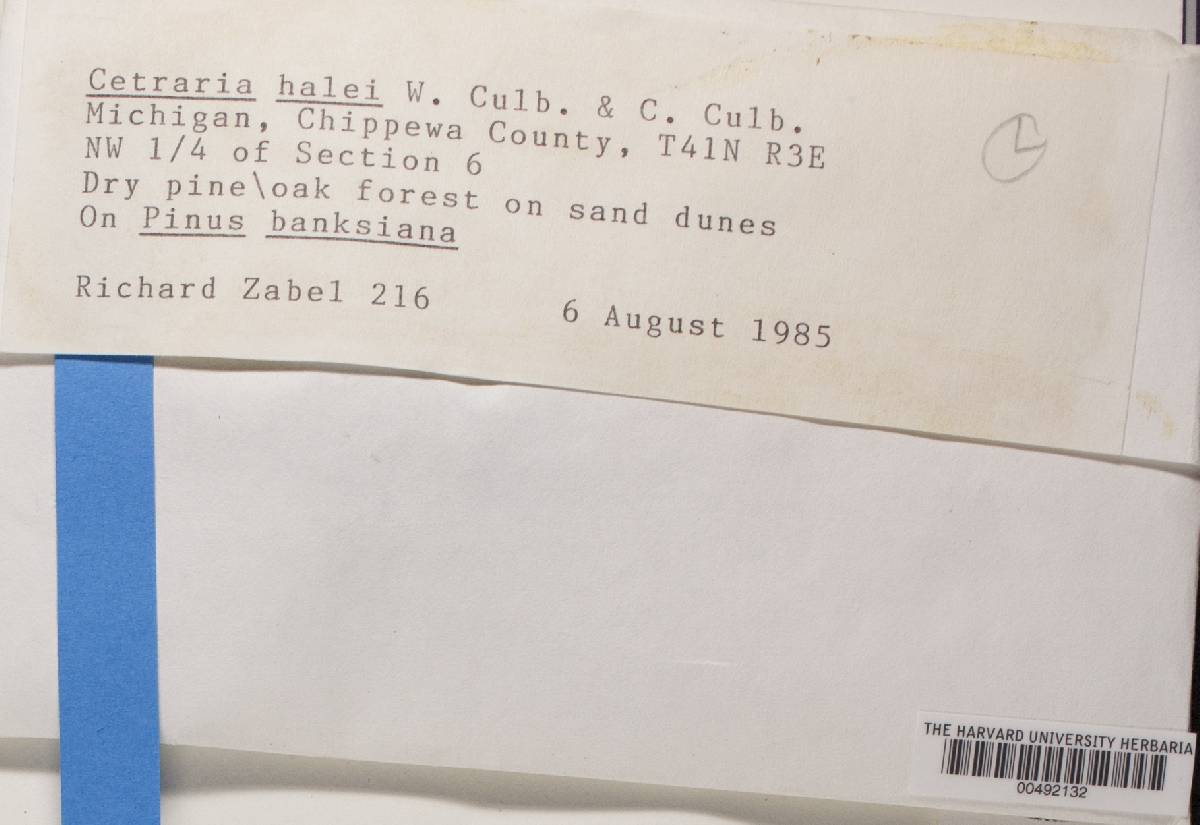 Cetraria halei W. Culb. & C. Culb.
Michigan, Chippewa County, T41N R3E
NW 1/4 of Section 6
Dry pine\oak forest on sand dunes
On Pinus banksiana
Richard Zabel 216 6 August 1985
THE HARVARD UNIVERSITY HERBARIA
00492132